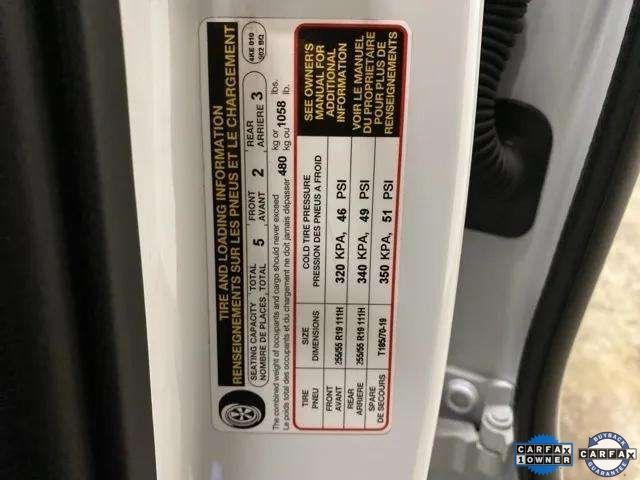 TIRE AND LOADING INFORMATION
RENSEIGNEMENTS SUR LES PNEUS ET LE CHARGEMENT
4KE 010
502 BQ
SEATING CAPACITY TOTAL 5 FRONT 2 REAR 3
NOMBRE DE PLACES, TOTAL AVANT ARRIERE
The combined weight of occupants and cargo should never exceed 480 kg or 1058 lbs.
Le poids total des occupants et du chargement ne doit jamais dépasser kg ou lb.
TIRE SIZE COLD TIRE PRESSURE
PNEU DIMENSIONS PRESSION DES PNEUS A FROID
FRONT
AVANT 255/55 R19 111H 320 KPA, 46 PSI
REAR
ARRIERE 255/55 R19 111H 340 KPA, 49 PSI
SPARE
DE SECOURS T185/70-19 350 KPA, 51 PSI
SEE OWNER'S
MANUAL FOR
ADDITIONAL
INFORMATION
VOIR LE MANUEL
DU PROPRIETAIRE
POUR PLUS DE
RENSEIGNEMENTS
CARFAX
1 OWNER
BUYBACK
CARFAX
GUARANTEE